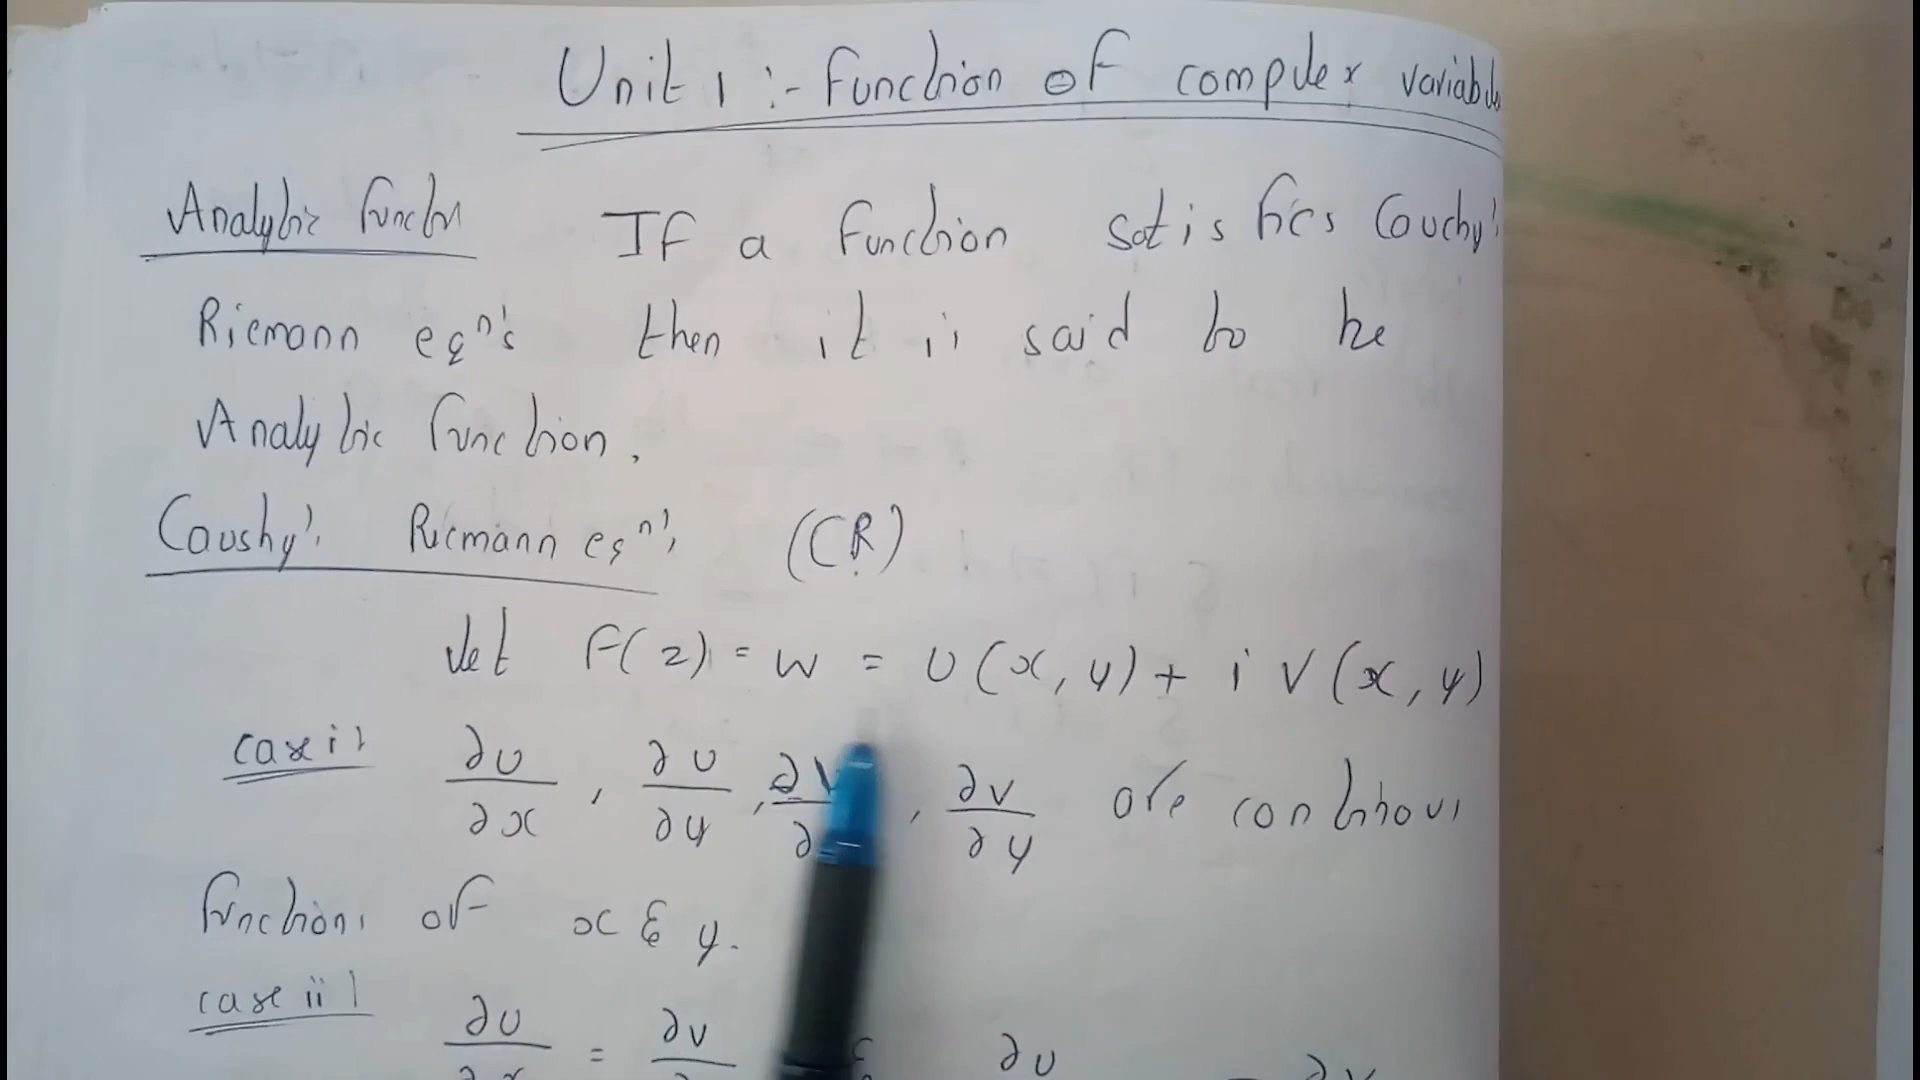 Unit 1 :- Function of complex variable
Analytic function If a function satisfies Cauchy's
Riemann eqⁿ's then it is said to be
Analytic function.
Caushy's Riemann eqⁿ's (CR)
Let F(z) = w = U(x, y) + i V(x, y)
case i) ∂U/∂x, ∂U/∂y, ∂V/∂, ∂V/∂y are continuous
functions of x & y.
case ii) ∂U/∂x = ∂V/∂ & ∂U = ∂V